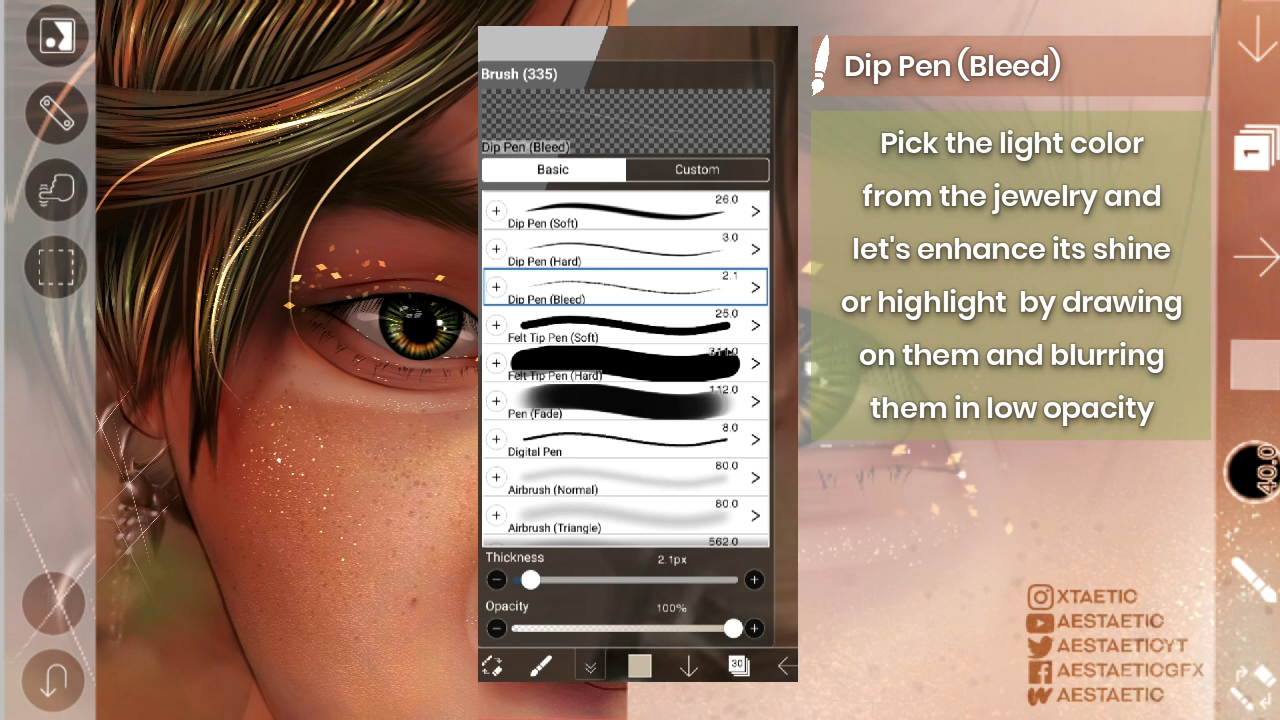 Brush (335)
Dip Pen (Bleed)
Basic
Custom
26.0
Dip Pen (Soft)
3.0
Dip Pen (Hard)
2.1
Dip Pen (Bleed)
25.0
Felt Tip Pen (Soft)
311.0
Felt Tip Pen (Hard)
112.0
Pen (Fade)
8.0
Digital Pen
80.0
Airbrush (Normal)
80.0
Airbrush (Triangle)
562.0
Thickness
2.1px
Opacity
100%
30
Dip Pen (Bleed)
Pick the light color
from the jewelry and
let's enhance its shine
or highlight by drawing
on them and blurring
them in low opacity
1
40.0
XTAETIC
AESTAETIC
AESTAETICYT
AESTAETICGFX
AESTAETIC